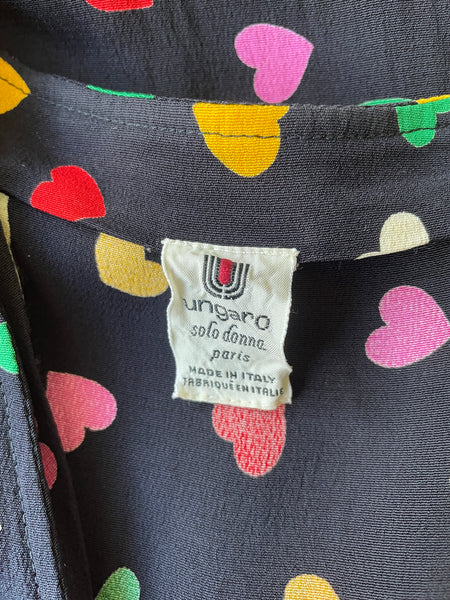 ungaro
solo donna
paris
MADE IN ITALY
FABRIQUÉ EN ITALIE